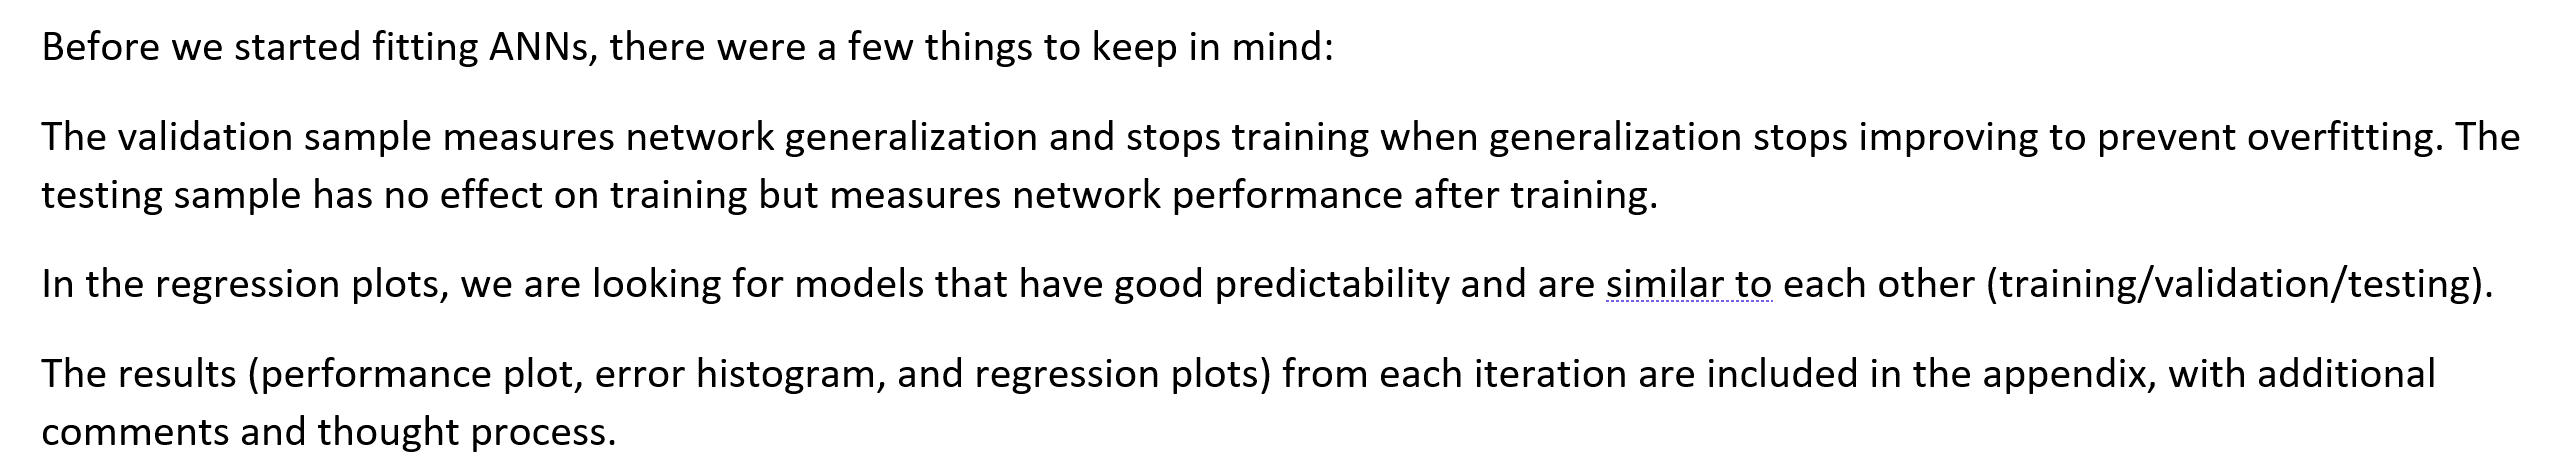 Before we started fitting ANNs, there were a few things to keep in mind:
The validation sample measures network generalization and stops training when generalization stops improving to prevent overfitting. The
testing sample has no effect on training but measures network performance after training.
In the regression plots, we are looking for models that have good predictability and are similar to each other (training/validation/testing).
The results (performance plot, error histogram, and regression plots) from each iteration are included in the appendix, with additional
comments and thought process.